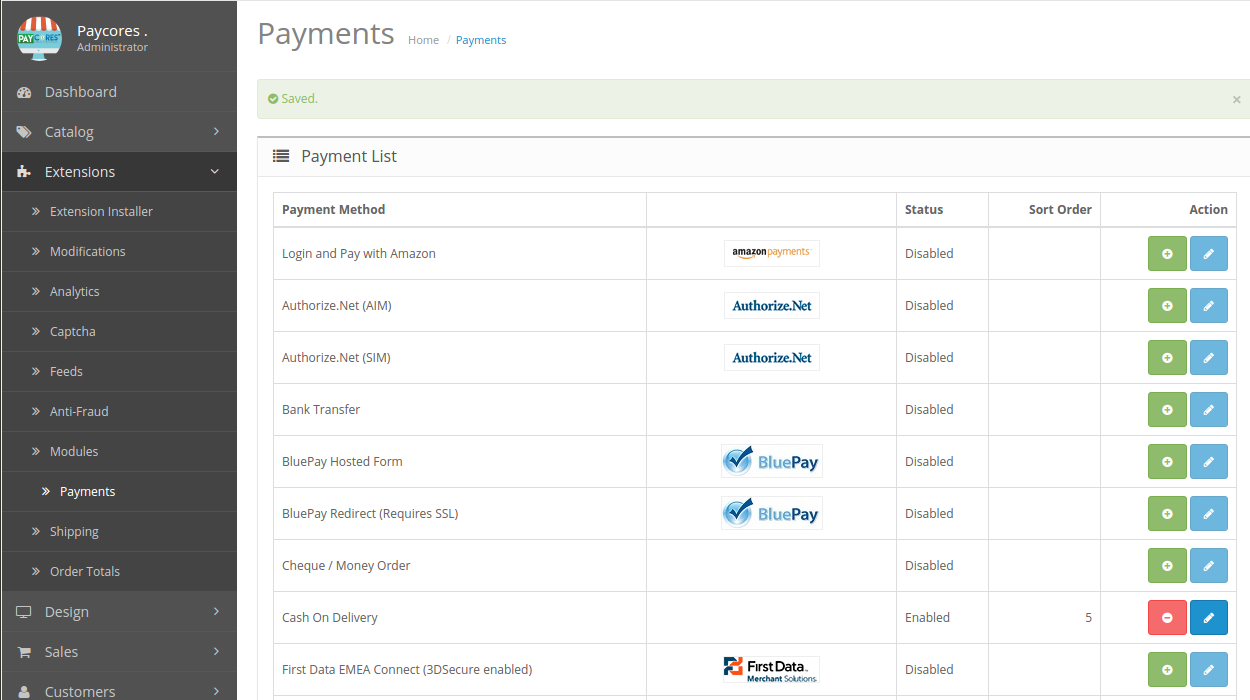 Paycores .
Administrator
PAYCORES
Dashboard
Catalog
Extensions
Extension Installer
Modifications
Analytics
Captcha
Feeds
Anti-Fraud
Modules
Payments
Shipping
Order Totals
Design
Sales
Customers
Payments Home / Payments
Saved. ×
Payment List
Payment Method Status Sort Order Action
Login and Pay with Amazon amazon payments Disabled
Authorize.Net (AIM) Authorize.Net Disabled
Authorize.Net (SIM) Authorize.Net Disabled
Bank Transfer Disabled
BluePay Hosted Form BluePay Disabled
BluePay Redirect (Requires SSL) BluePay Disabled
Cheque / Money Order Disabled
Cash On Delivery Enabled 5
First Data EMEA Connect (3DSecure enabled) First Data Disabled
Merchant Solutions